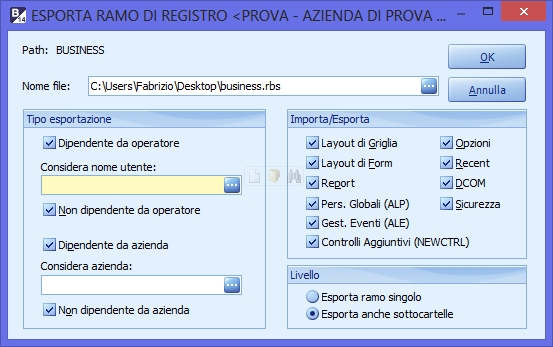 B 14 ESPORTA RAMO DI REGISTRO <PROVA - AZIENDA DI PROVA ...
Path: BUSINESS
OK
Nome file: C:\Users\Fabrizio\Desktop\business.rbs
Annulla
Tipo esportazione
Dipendente da operatore
Considera nome utente:
Non dipendente da operatore
Dipendente da azienda
Considera azienda:
Non dipendente da azienda
Importa/Esporta
Layout di Griglia
Opzioni
Layout di Form
Recent
Report
DCOM
Pers. Globali (ALP)
Sicurezza
Gest. Eventi (ALE)
Controlli Aggiuntivi (NEWCTRL)
Livello
Esporta ramo singolo
Esporta anche sottocartelle